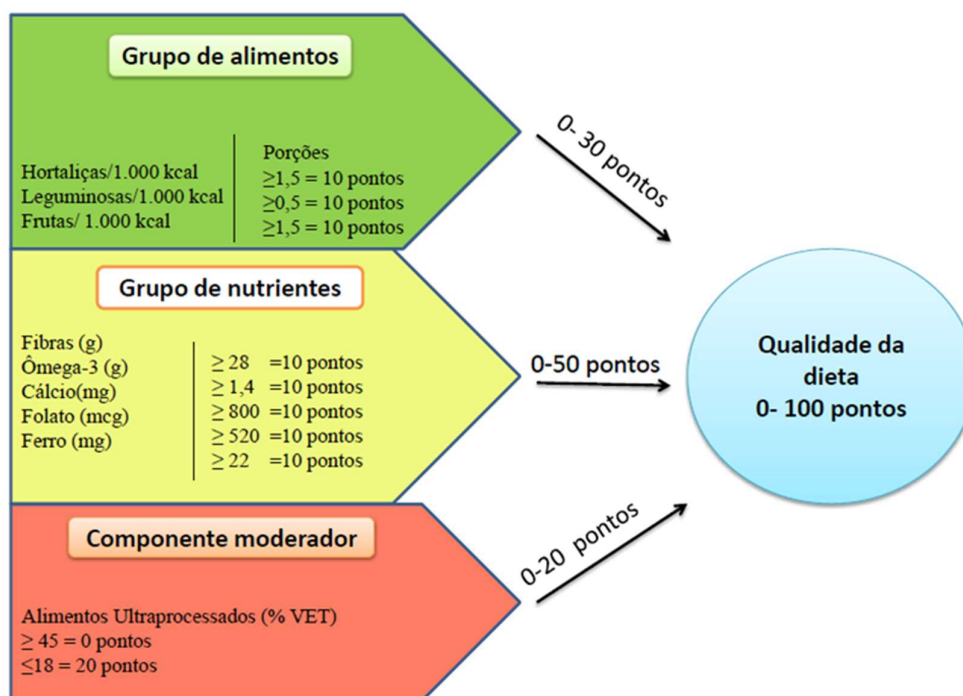 Grupo de alimentos
Hortaliças/1.000 kcal
Leguminosas/1.000 kcal
Frutas/ 1.000 kcal
Porções
≥1,5 = 10 pontos
≥0,5 = 10 pontos
≥1,5 = 10 pontos
0- 30 pontos
Grupo de nutrientes
Fibras (g)
Ômega-3 (g)
Cálcio(mg)
Folato (mcg)
Ferro (mg)
≥ 28 =10 pontos
≥ 1,4 =10 pontos
≥ 800 =10 pontos
≥ 520 =10 pontos
≥ 22 =10 pontos
0-50 pontos
Qualidade da
dieta
0- 100 pontos
Componente moderador
Alimentos Ultraprocessados (% VET)
≥ 45 = 0 pontos
≤18 = 20 pontos
0-20 pontos